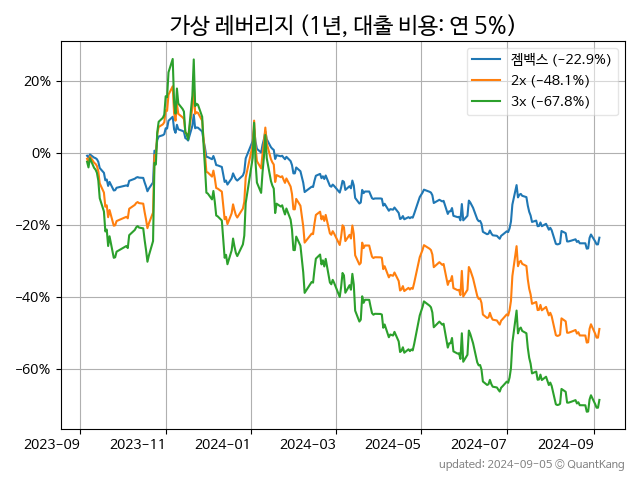 가상 레버리지 (1년, 대출 비용: 연 5%)
젬백스 (−22.9%)
2x (−48.1%)
3x (−67.8%)
20%
0%
−20%
−40%
−60%
2023-09 2023-11 2024-01 2024-03 2024-05 2024-07 2024-09
updated: 2024-09-05 © QuantKang